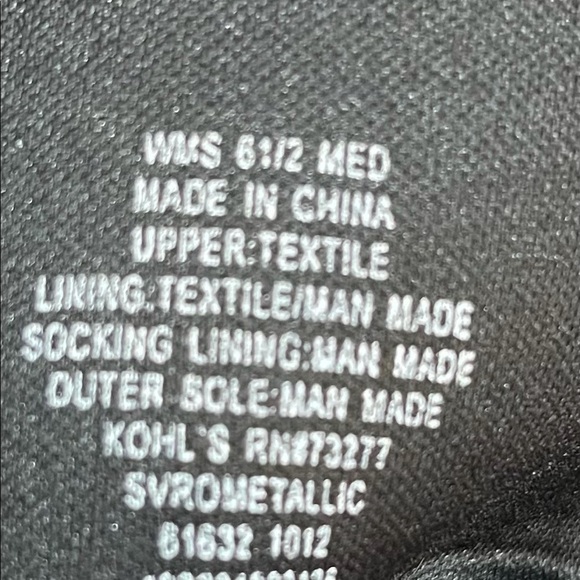 WMS 61/2 MED
MADE IN CHINA
UPPER:TEXTILE
LINING:TEXTILE/MAN MADE
SOCKING LINING:MAN MADE
OUTER SOLE:MAN MADE
KOHL'S RN#73277
SVROMETALLIC
61632 1012